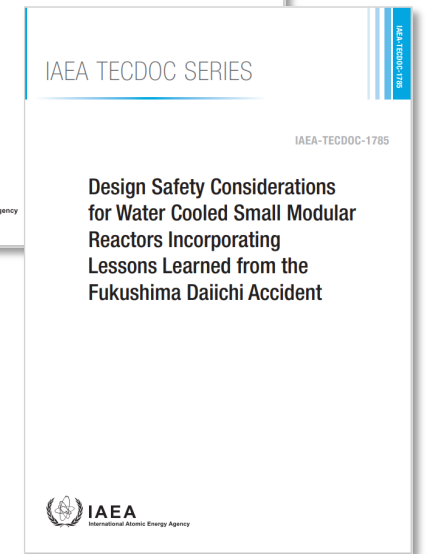 IAEA TECDOC SERIES
IAEA-TECDOC-1785
IAEA-TECDOC-1785
Design Safety Considerations
for Water Cooled Small Modular
Reactors Incorporating
Lessons Learned from the
Fukushima Daiichi Accident
gency
IAEA
International Atomic Energy Agency